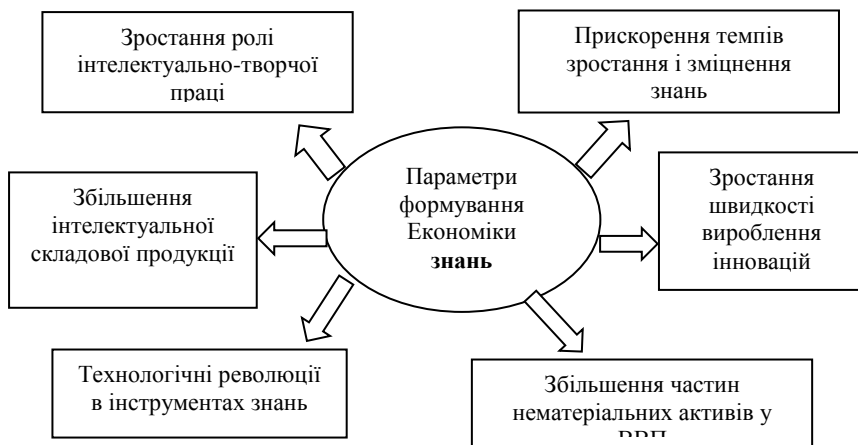 Зростання ролі
інтелектуально-творчої
праці
Прискорення темпів
зростання і зміцнення
знань
Параметри
формування
Економіки
знань
Збільшення
інтелектуальної
складової продукції
Зростання
швидкості
вироблення
інновацій
Технологічні революції
в інструментах знань
Збільшення частин
нематеріальних активів у
ВВП